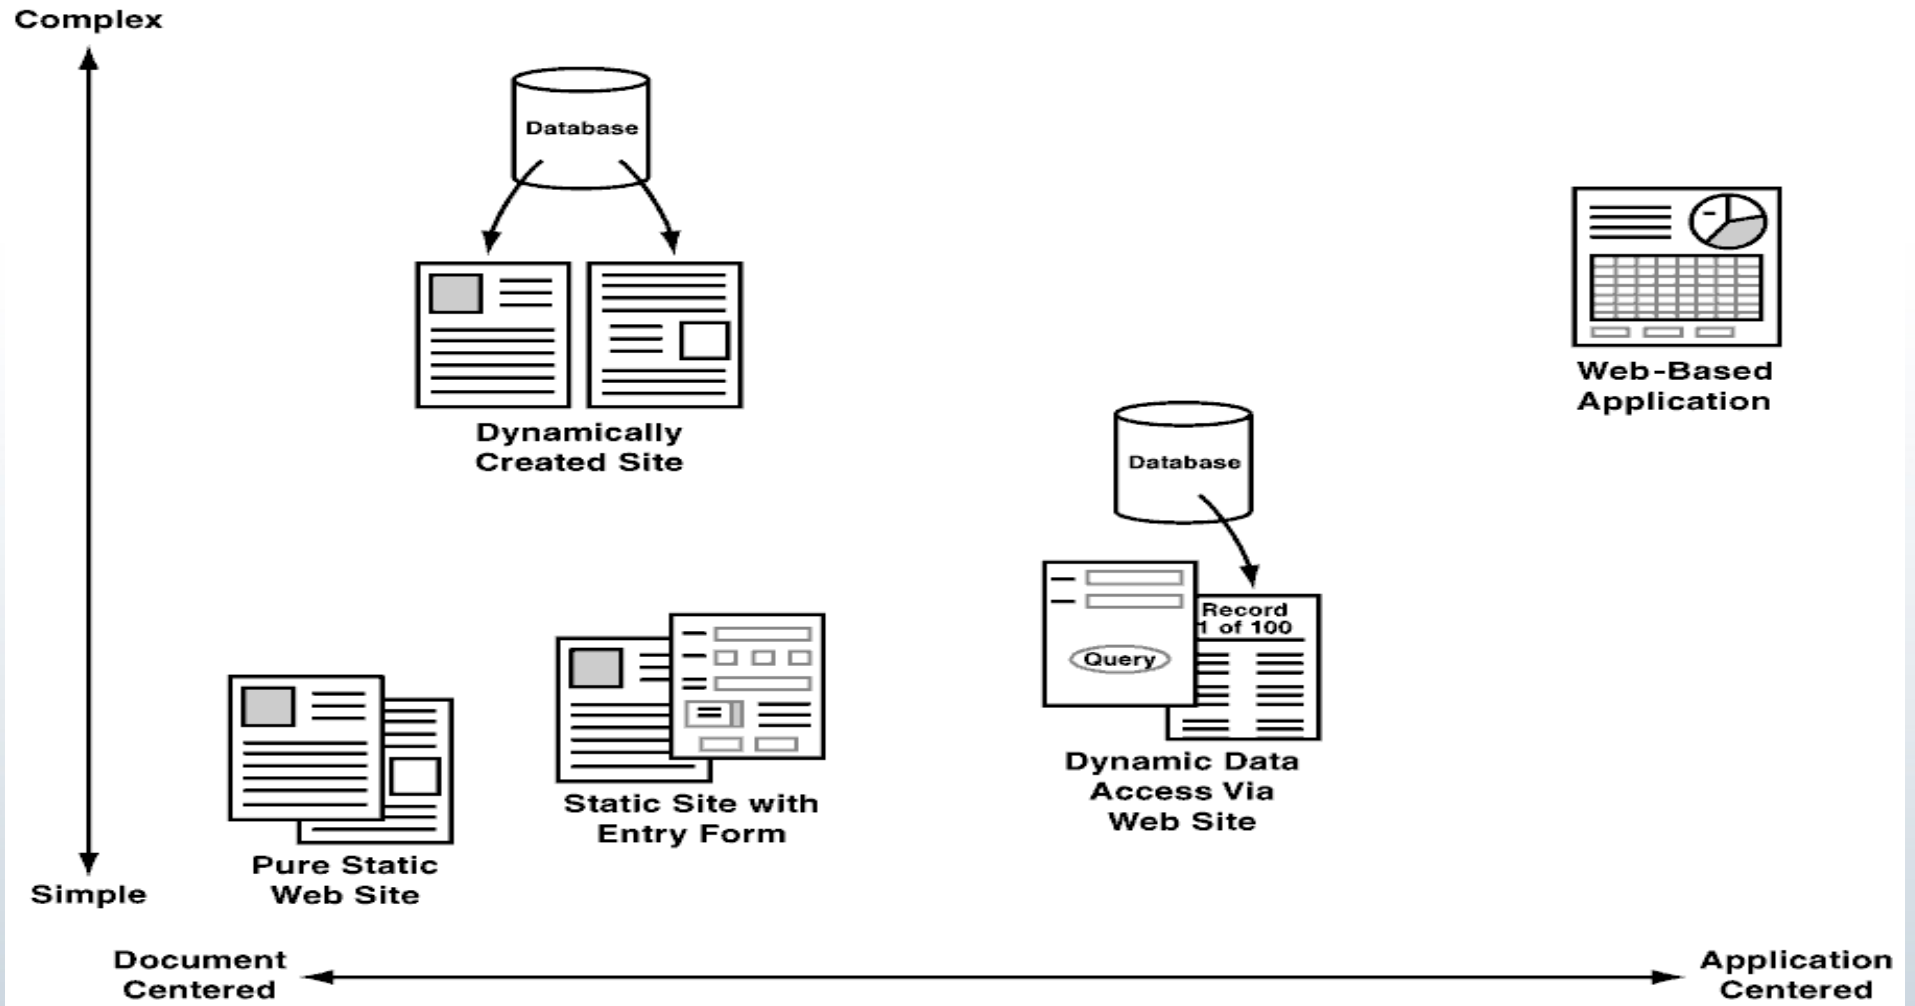 Complex
Database
Dynamically
Created Site
Web-Based
Application
Database
Record
1 of 100
Query
Dynamic Data
Access Via
Web Site
Static Site with
Entry Form
Pure Static
Web Site
Simple
Document
Centered
Application
Centered